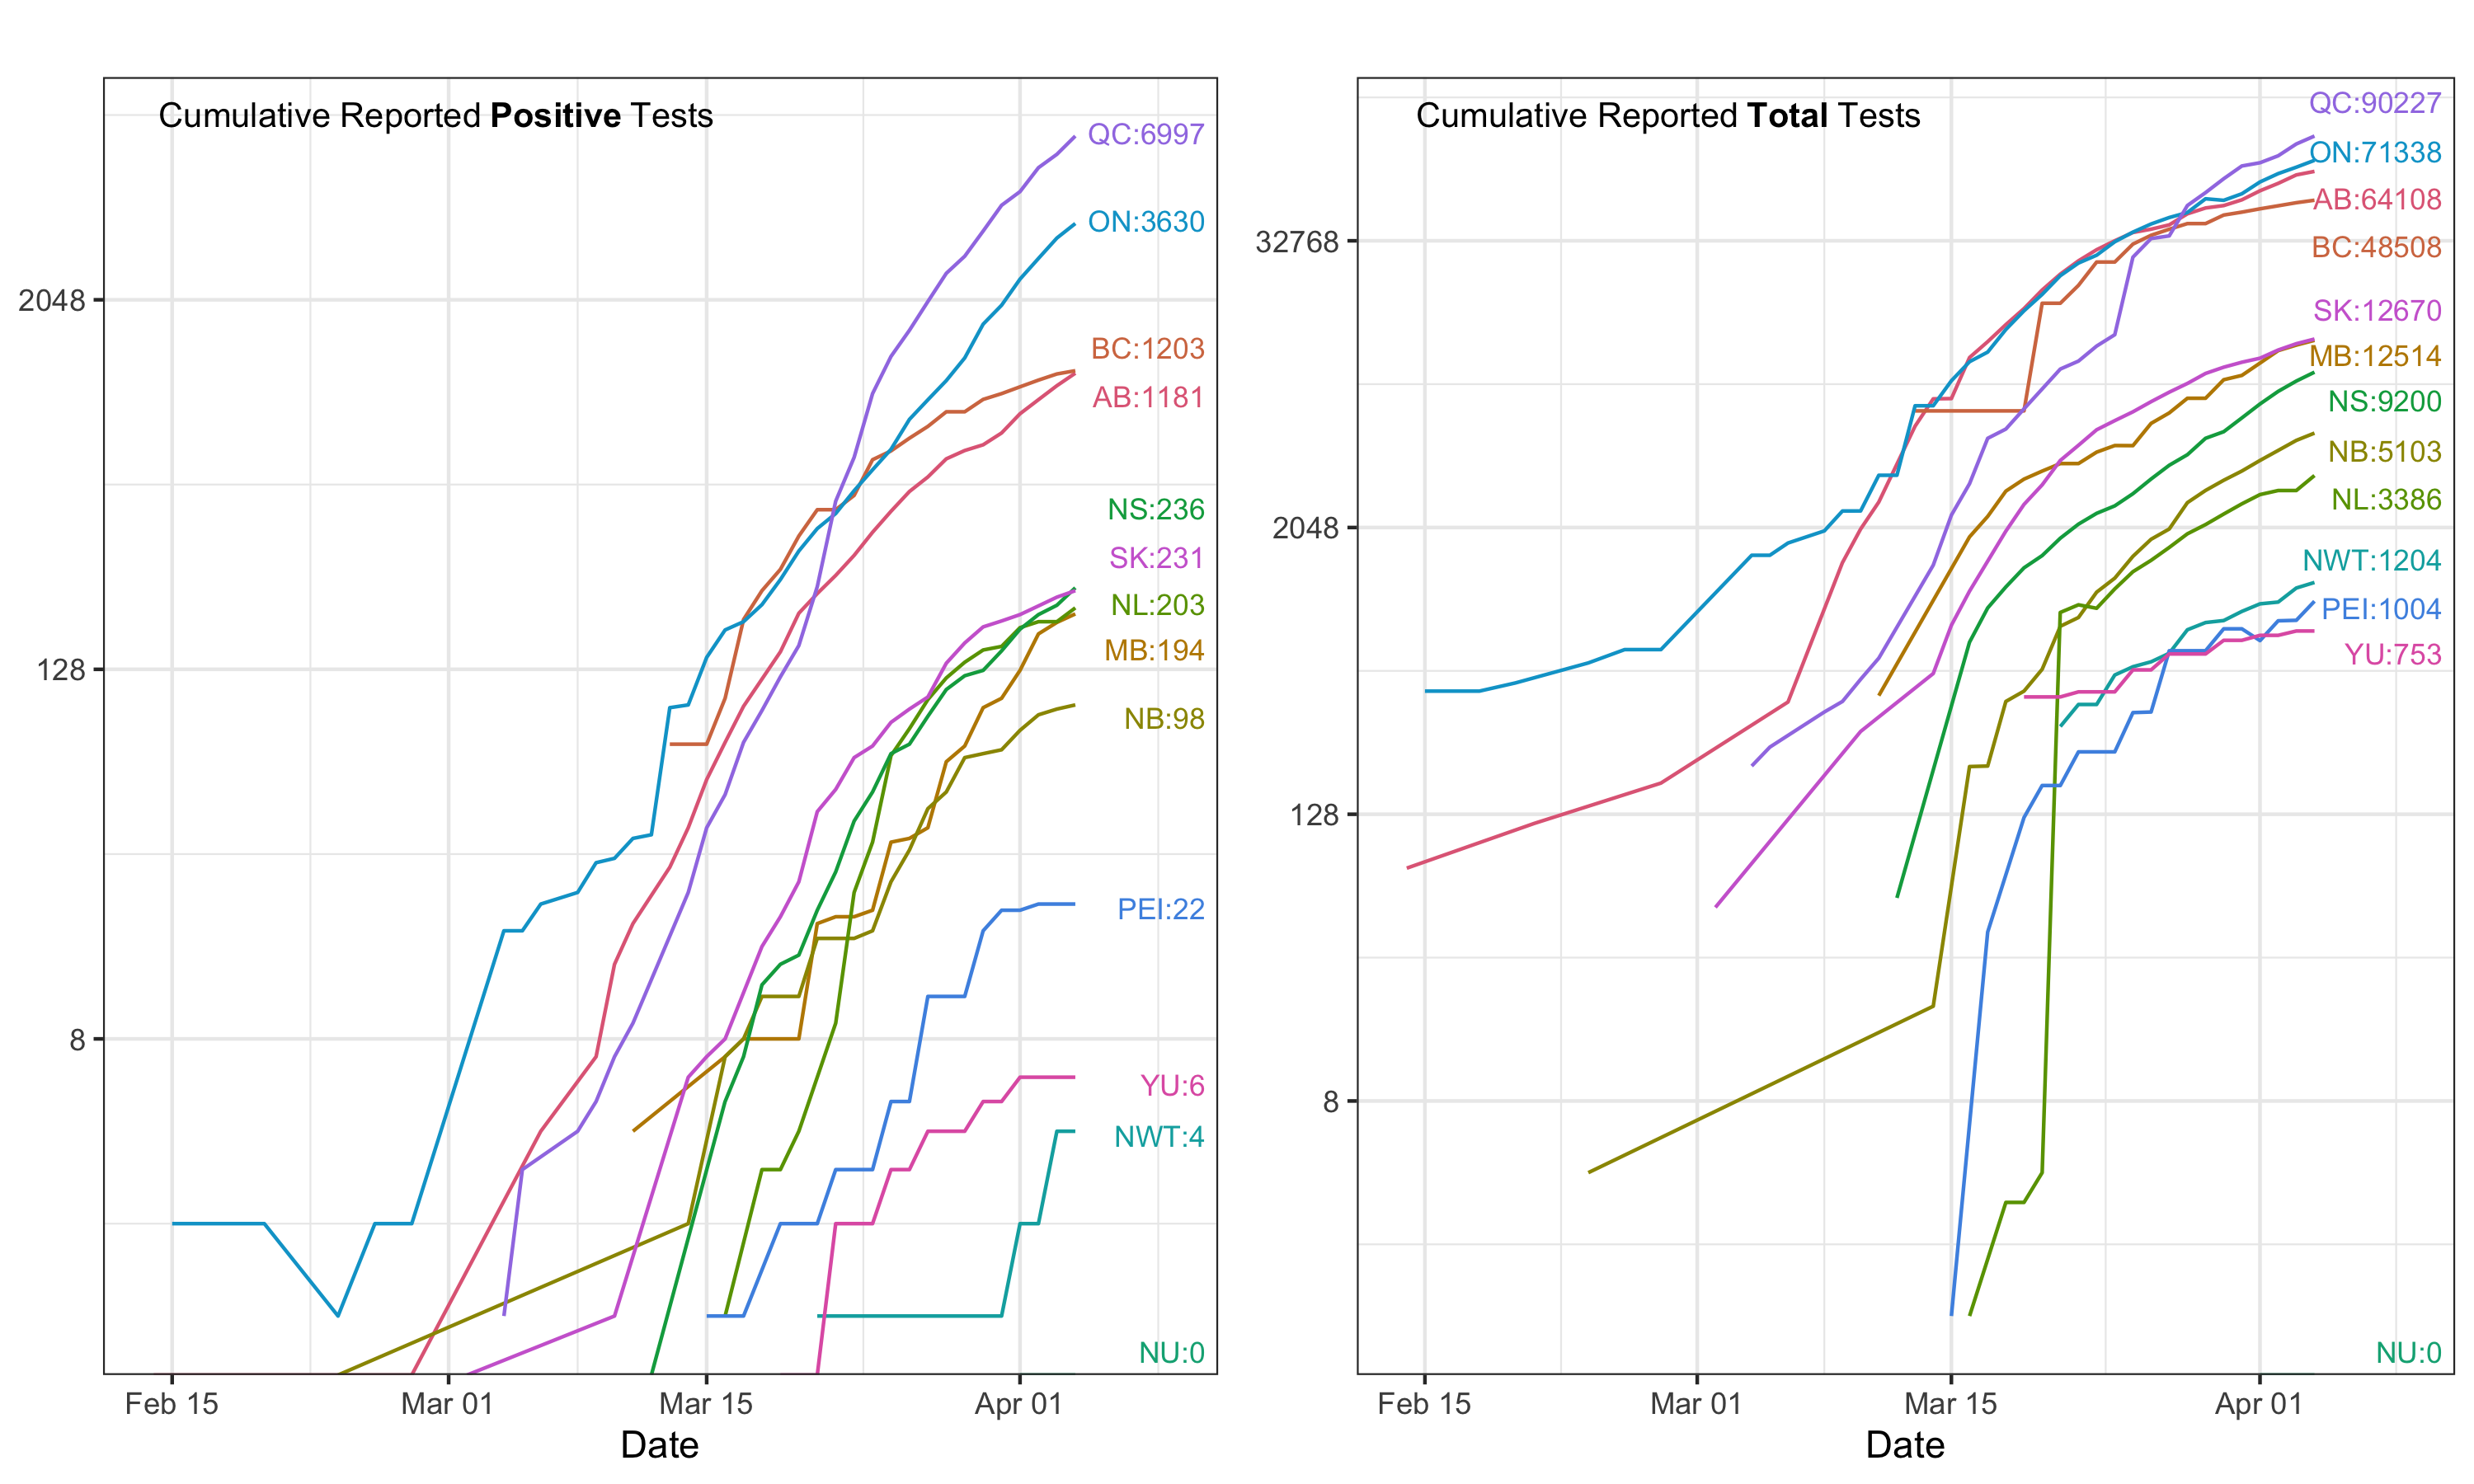 Cumulative Reported Positive Tests
QC:6997
ON:3630
2048
BC:1203
AB:1181
NS:236
SK:231
NL:203
MB:194
128
NB:98
PEI:22
8
YU:6
NWT:4
NU:0
Feb 15 Mar 01 Mar 15 Apr 01
Date
Cumulative Reported Total Tests
QC:90227
ON:71338
AB:64108
32768
BC:48508
SK:12670
MB:12514
NS:9200
NB:5103
NL:3386
2048
NWT:1204
PEI:1004
YU:753
128
8
NU:0
Feb 15 Mar 01 Mar 15 Apr 01
Date